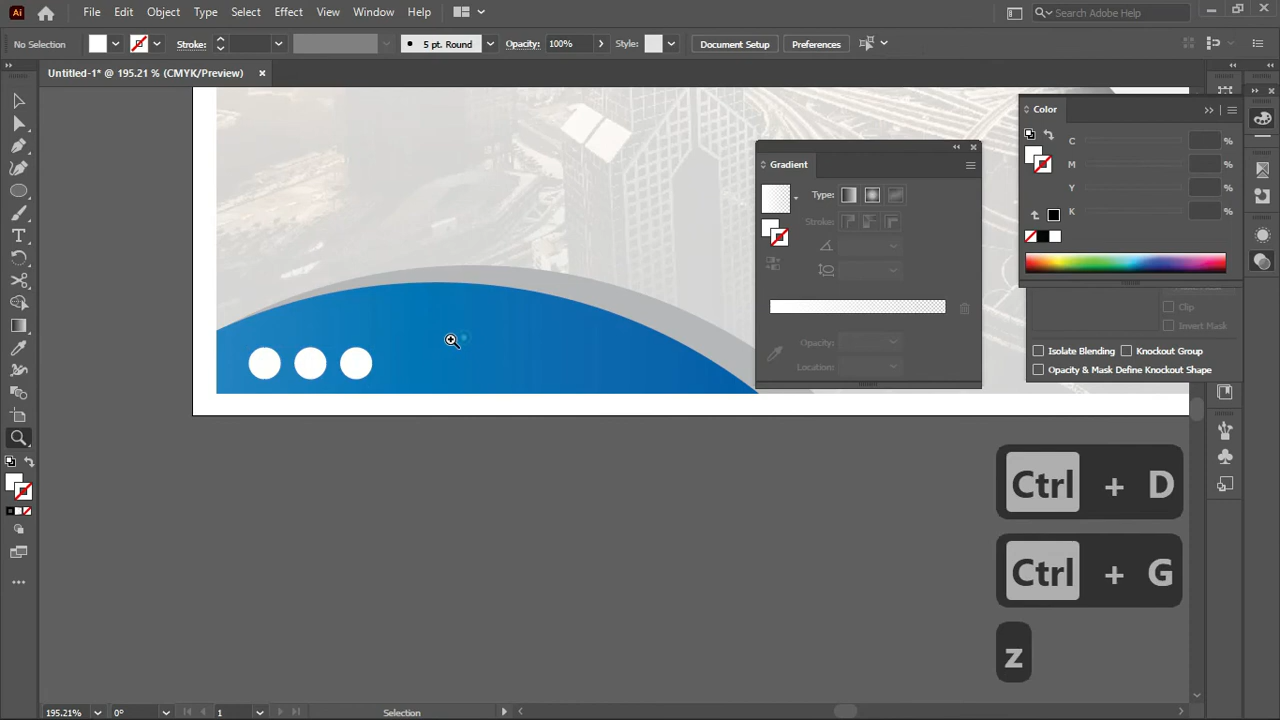 Ai File Edit Object Type Select Effect View Window Help Search Adobe Help
No Selection Stroke: 5 pt. Round Opacity: 100% Style: Document Setup Preferences
Untitled-1* @ 195.21 % (CMYK/Preview)
Color
C %
M %
Y %
K %
Gradient
Type:
Stroke:
Opacity:
Location:
Clip
Invert Mask
Isolate Blending Knockout Group
Opacity & Mask Define Knockout Shape
Ctrl + D
Ctrl + G
z
195.21% 0° 1 Selection